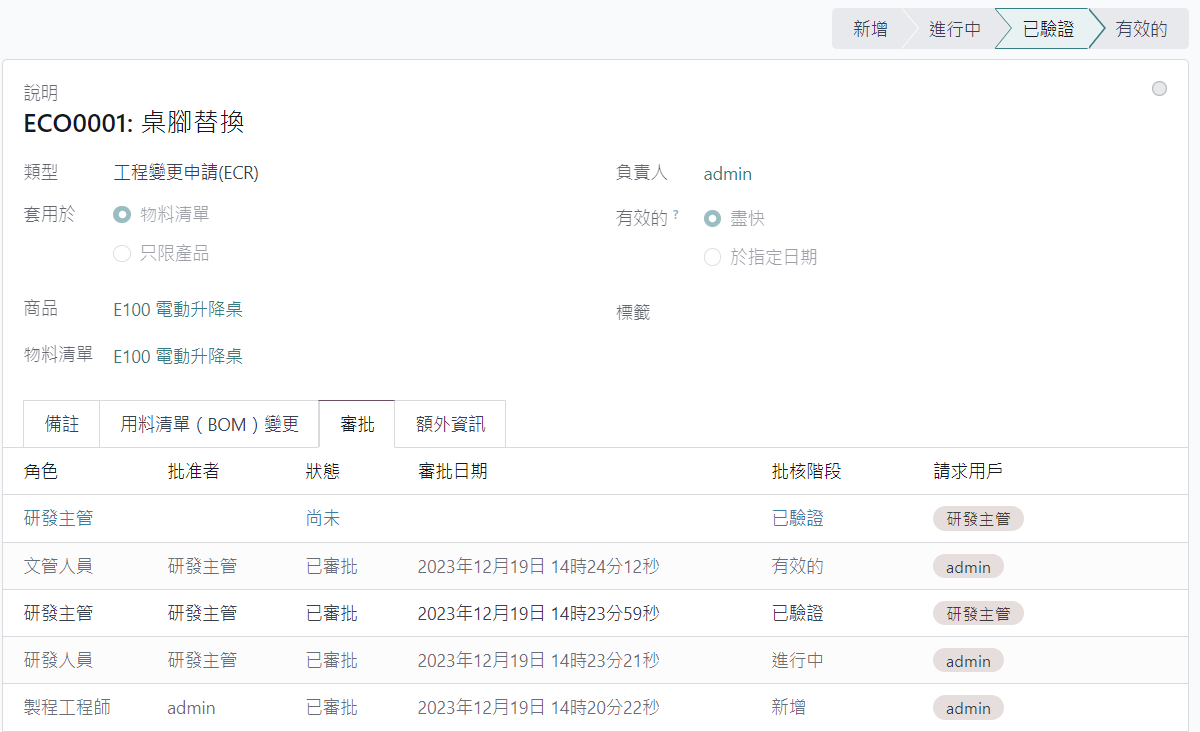 新增 進行中 已驗證 有效的
說明
ECO0001: 桌腳替換
類型 工程變更申請(ECR) 負責人 admin
套用於 物料清單 有效的 ? 盡快
只限產品 於指定日期
商品 E100 電動升降桌 標籤
物料清單 E100 電動升降桌
備註 用料清單（BOM）變更 審批 額外資訊
角色 批准者 狀態 審批日期 批核階段 請求用戶
研發主管 尚未 已驗證 研發主管
文管人員 研發主管 已審批 2023年12月19日 14時24分12秒 有效的 admin
研發主管 研發主管 已審批 2023年12月19日 14時23分59秒 已驗證 研發主管
研發人員 研發主管 已審批 2023年12月19日 14時23分21秒 進行中 admin
製程工程師 admin 已審批 2023年12月19日 14時20分22秒 新增 admin